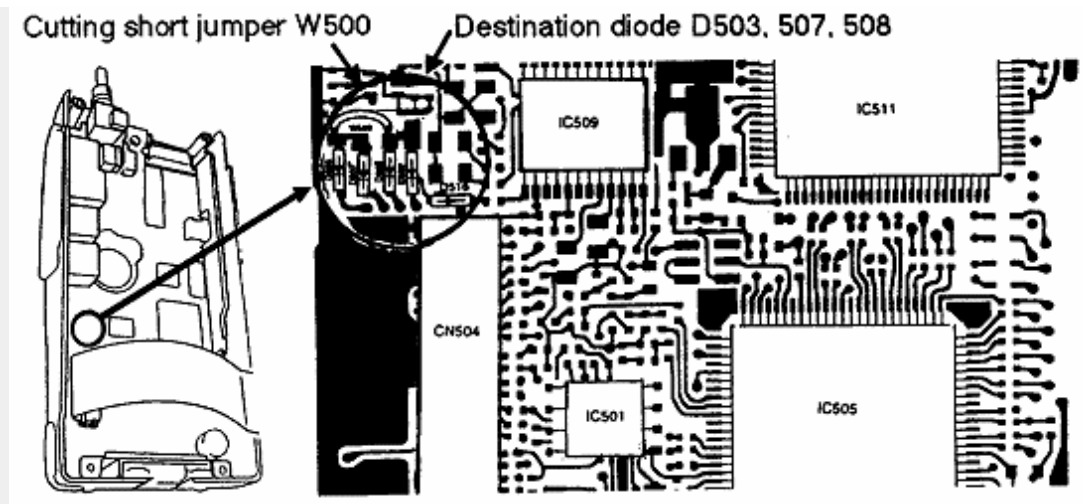 Cutting short jumper W500
Destination diode D503, 507, 508
IC509
IC511
CN504
IC501
IC505